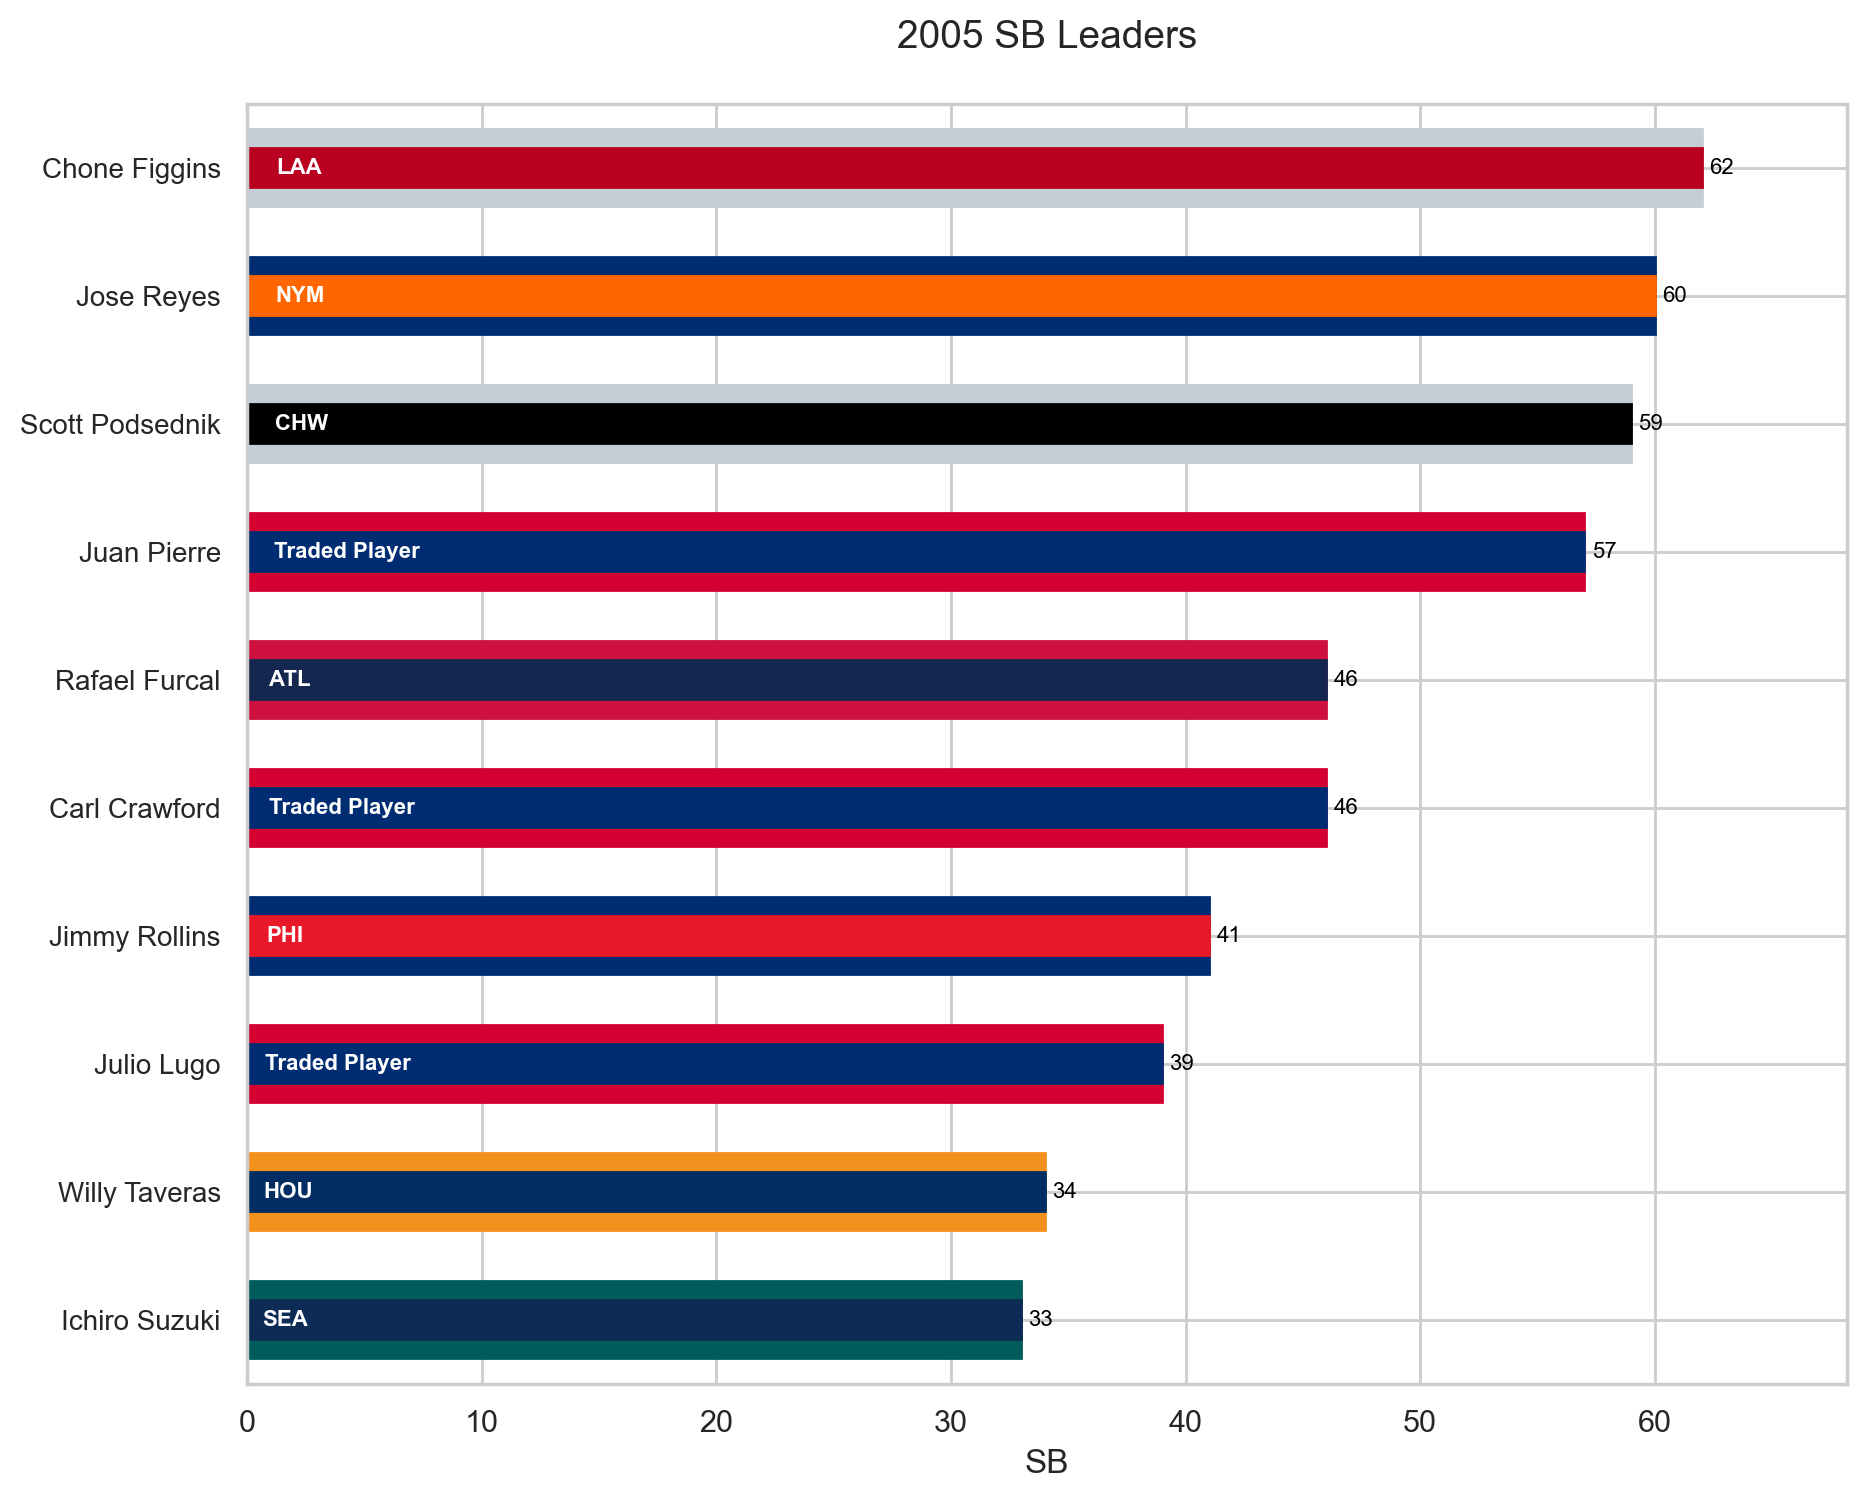 2005 SB Leaders
Chone Figgins
LAA
62
Jose Reyes
NYM
60
Scott Podsednik
CHW
59
Juan Pierre
Traded Player
57
Rafael Furcal
ATL
46
Carl Crawford
Traded Player
46
Jimmy Rollins
PHI
41
Julio Lugo
Traded Player
39
Willy Taveras
HOU
34
Ichiro Suzuki
SEA
33
0 10 20 30 40 50 60
SB